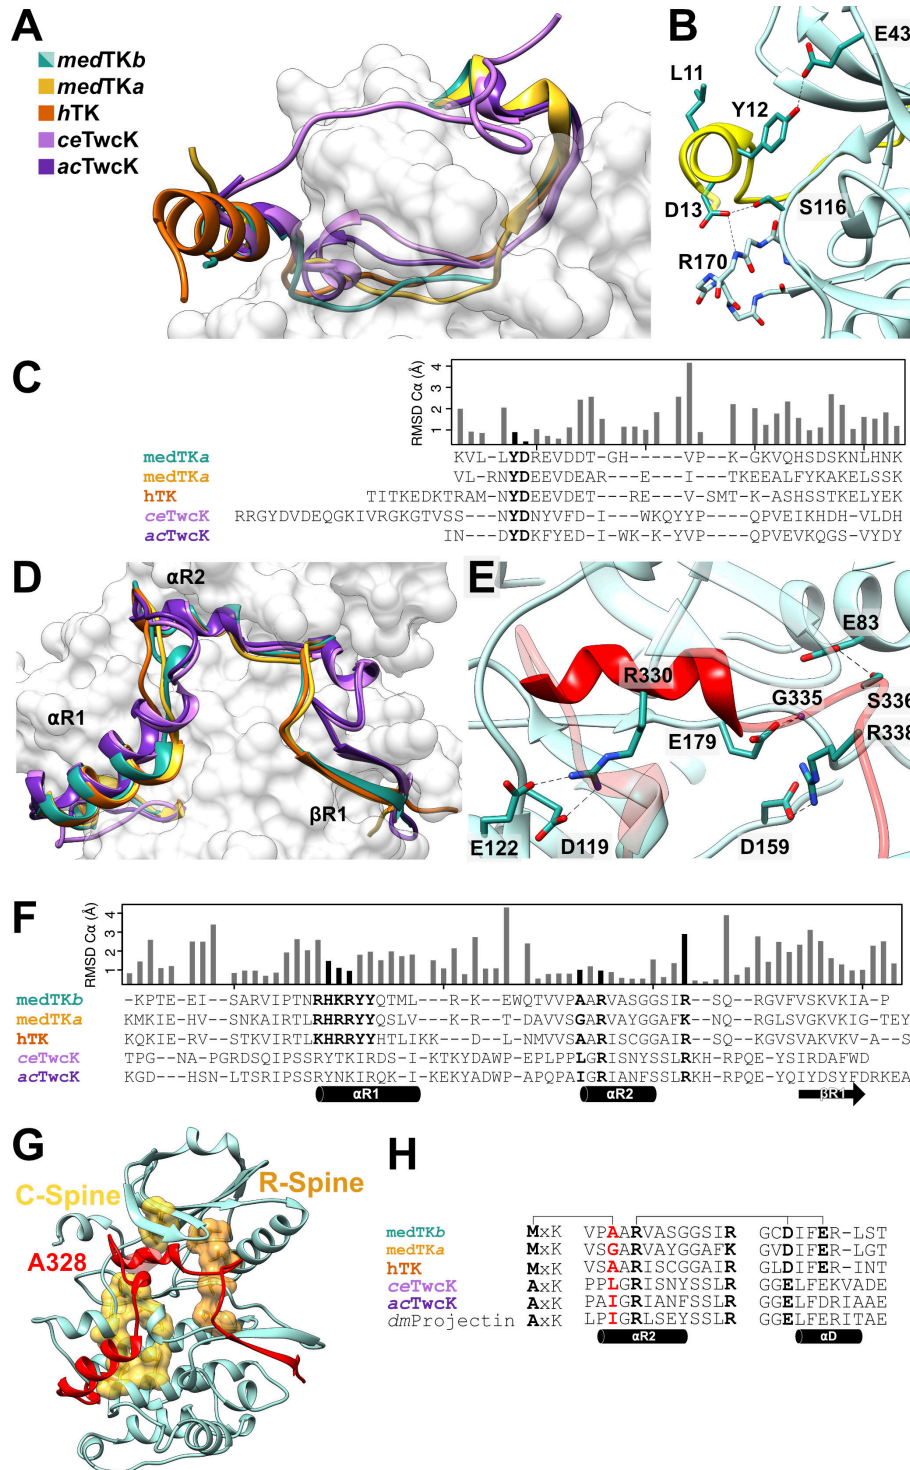 A
medTKb
medTKa
hTK
ceTwcK
acTwcK
B
E43
L11
Y12
D13
S116
R170
C
RMSD Cα (Å)
4
3
2
1
medTKa KVL-LYDREVDDT-GH----VP--K-GKVQHSDSKNLHNK
medTKa VL-RNYDEEVDEAR---E--I---TKEEALFYKAKELSSK
hTK TITKEDKTRAM-NYDEEVDET--RE--V-SMTK-ASHSSTKELYEK
ceTwcK RRGYDVDEQGKIVRGKGTVSS--NYDNYVFD-I--WKQYYP---QPVEIKHDH-VLDH
acTwcK IN---DYDKFYED-IWK-K-YVP----QPVEVKQGS-VYDY
D
αR2
αR1
βR1
E
E83
R330
G335
S336
E179
R338
E122
D119
D159
F
RMSD Cα (Å)
4
3
2
1
medTKb -KPTE-EI--SARVIPTNRHKRYYQTML---R-K--EWQTVVPAARVASGGSIR--SQ--RGVFVSKVKIA-P
medTKa KMKIE-HV--SNKAIRTLRHRRYYQSLV---K-R--T-DAVVSGARVAYGGAFK--NQ--RGLSVGKVKIG-TEY
hTK KQKIE-RV--STKVIRTLKHRRYYHTLIKK--D--L-NMVVSAARISCGGAIR--SQ--KGVSVAKVKV-A-S
ceTwcK TPG--NA-PGRDSQIPSSRYTKIRDS-I-KTKYDAWP-EPLPPLGRISNYSSLRKH-RPQE-YSIRDAFWD
acTwcK KGD--HSN-LTSRIPSSRYNKIRQK-I-KEKYADWP-APQPAIGRIANFSSLRKH-RPQE-YQIYDSYFDRKEA
αR1
αR2
βR1
G
C-Spine
R-Spine
A328
H
medTKb MxK VPAARVASGGSIR GCDIFER-LST
medTKa MxK VSGARVAYGGAFK GGDIFER-LGT
hTK MxK VSAARISCGGAIR GLDIFER-INT
ceTwcK AxK PPLGRISNYSSLR GGELFEKVADE
acTwcK AxK PAIGRIANFSSLR GGELFDRIAAE
dmProjectin AxK LPIGRLSEYSSLR GGELFERITAE
αR2
αD